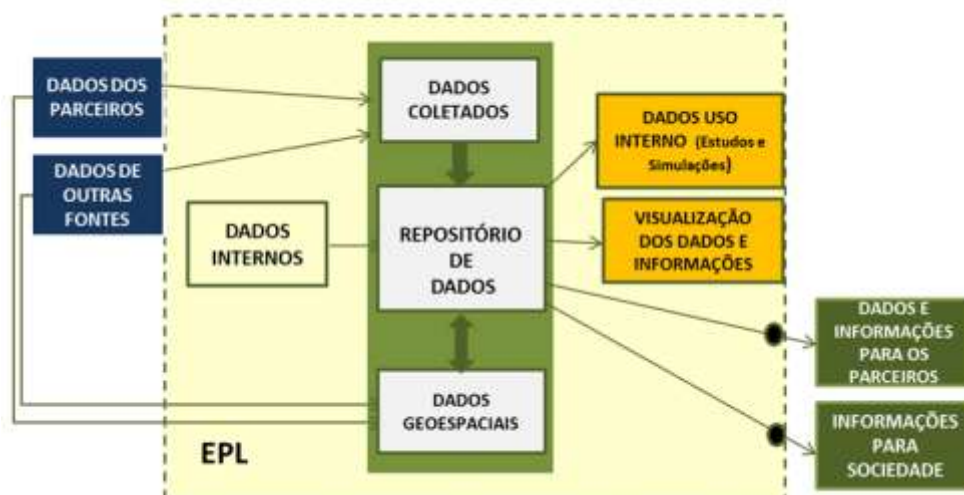 DADOS DOS
PARCEIROS
DADOS DE
OUTRAS
FONTES
DADOS
COLETADOS
DADOS
INTERNOS
REPOSITÓRIO
DE
DADOS
DADOS
GEOESPACIAIS
EPL
DADOS USO
INTERNO (Estudos e
Simulações)
VISUALIZAÇÃO
DOS DADOS E
INFORMAÇÕES
DADOS E
INFORMAÇÕES
PARA OS
PARCEIROS
INFORMAÇÕES
PARA
SOCIEDADE